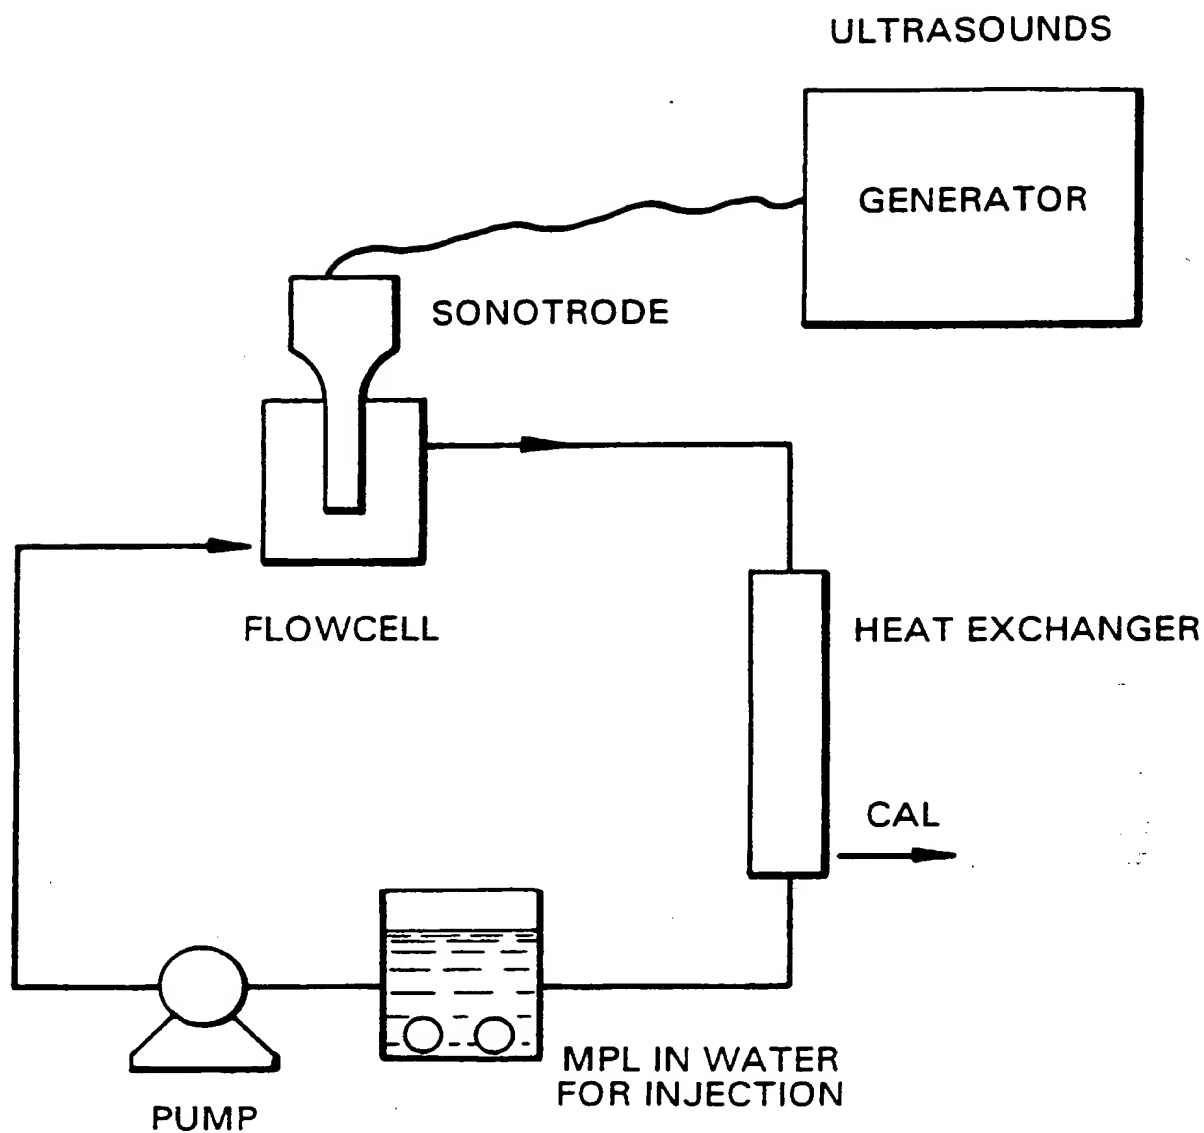 ULTRASOUNDS
GENERATOR
SONOTRODE
FLOWCELL
HEAT EXCHANGER
CAL
MPL IN WATER
FOR INJECTION
PUMP